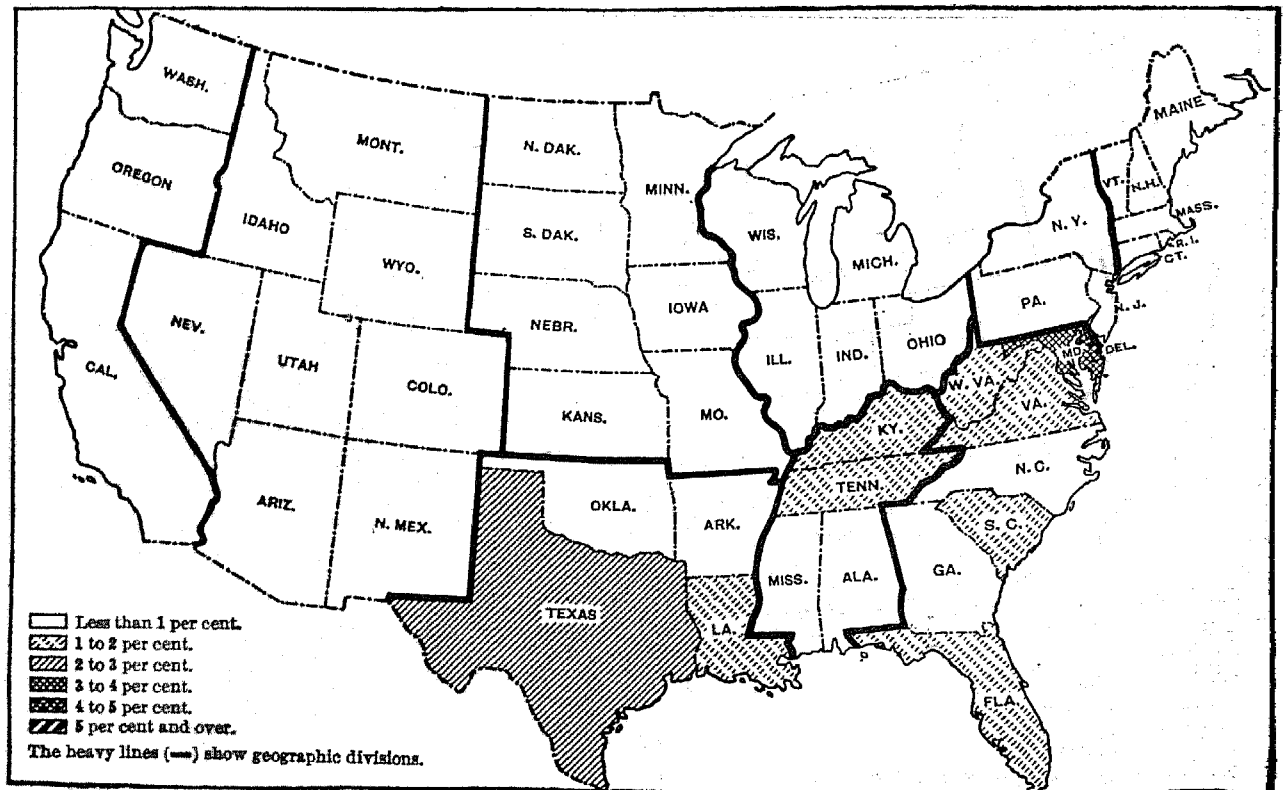 WASH.
OREGON
CAL.
NEV.
IDAHO
MONT.
WYO.
UTAH
COLO.
ARIZ.
N. MEX.
N. DAK.
S. DAK.
NEBR.
KANS.
OKLA.
TEXAS
MINN.
IOWA
MO.
ARK.
LA.
WIS.
ILL.
MICH.
IND.
OHIO
KY.
TENN.
MISS.
ALA.
GA.
FLA.
S. C.
N. C.
VA.
W. VA.
MD.
DEL.
PA.
N. J.
N. Y.
CT.
R. I.
MASS.
VT.
N. H.
MAINE
Less than 1 per cent.
1 to 2 per cent.
2 to 3 per cent.
3 to 4 per cent.
4 to 5 per cent.
5 per cent and over.
The heavy lines (▬) show geographic divisions.